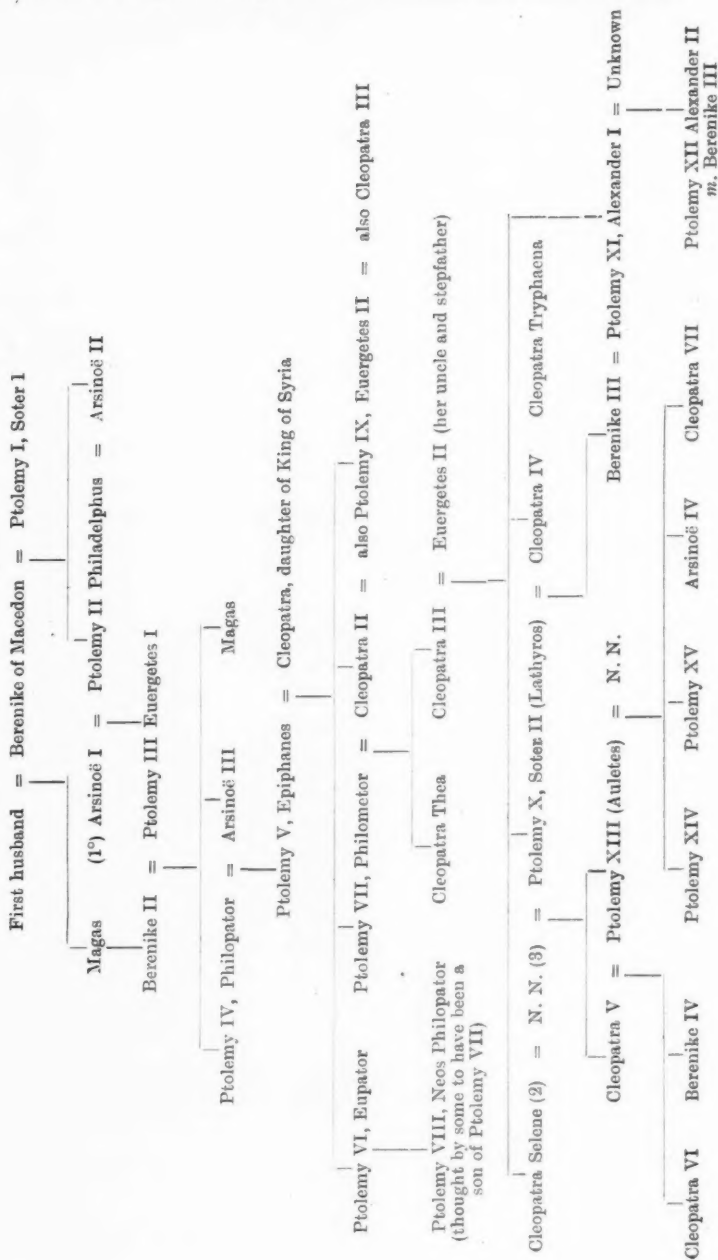 First husband = Berenike of Macedon = Ptolemy I, Soter I
Magas (1°) Arsinoë I = Ptolemy II Philadelphus = Arsinoë II
Berenike II = Ptolemy III Euergetes I
Ptolemy IV, Philopator = Arsinoë III Magas
Ptolemy V, Epiphanes = Cleopatra, daughter of King of Syria
Ptolemy VI, Eupator Ptolemy VII, Philometor = Cleopatra II = also Ptolemy IX, Euergetes II = also Cleopatra III
Ptolemy VIII, Neos Philopator Cleopatra Thea Cleopatra III = Euergetes II (her uncle and stepfather)
(thought by some to have been a
son of Ptolemy VII)
Cleopatra Selene (2) = N. N. (3) = Ptolemy X, Soter II (Lathyros) = Cleopatra IV Cleopatra Tryphaena
Cleopatra V = Ptolemy XIII (Auletes) = N. N. Berenike III = Ptolemy XI, Alexander I = Unknown
Cleopatra VI Berenike IV Ptolemy XIV Ptolemy XV Arsinoë IV Cleopatra VII Ptolemy XII Alexander II
m. Berenike III